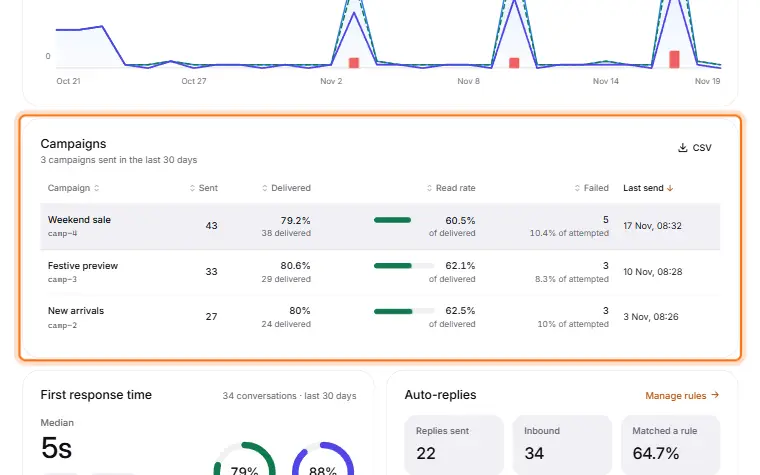 0
Oct 21 Oct 27 Nov 2 Nov 8 Nov 14 Nov 19
Campaigns
3 campaigns sent in the last 30 days
CSV
Campaign Sent Delivered Read rate Failed Last send
Weekend sale 43 79.2% 60.5% 5 17 Nov, 08:32
camp-4 38 delivered of delivered 10.4% of attempted
Festive preview 33 80.6% 62.1% 3 10 Nov, 08:28
camp-3 29 delivered of delivered 8.3% of attempted
New arrivals 27 80% 62.5% 3 3 Nov, 08:26
camp-2 24 delivered of delivered 10% of attempted
First response time 34 conversations · last 30 days
Median
5s
79% 88%
Auto-replies Manage rules →
Replies sent Inbound Matched a rule
22 34 64.7%